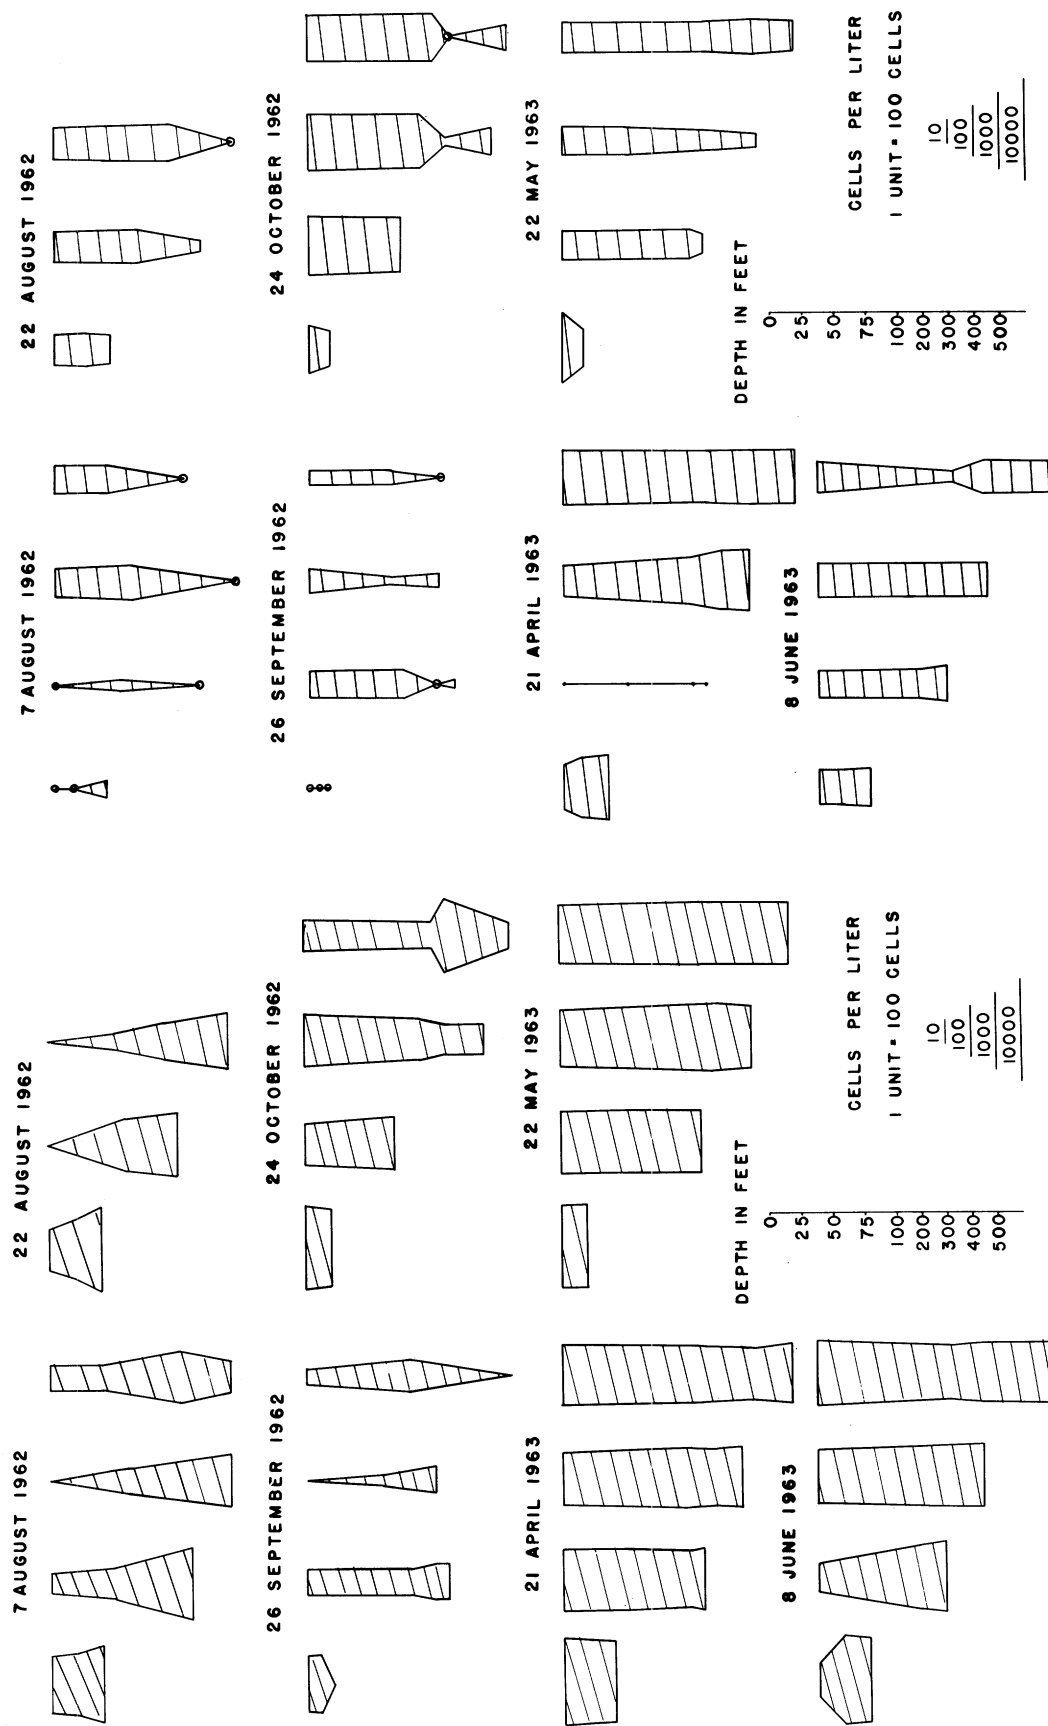 7 AUGUST 1962
22 AUGUST 1962
26 SEPTEMBER 1962
24 OCTOBER 1962
21 APRIL 1963
22 MAY 1963
8 JUNE 1963
DEPTH IN FEET
0
25
50
75
100
200
300
400
500
CELLS PER LITER
1 UNIT = 100 CELLS
10
100
1000
10000
7 AUGUST 1962
22 AUGUST 1962
26 SEPTEMBER 1962
24 OCTOBER 1962
21 APRIL 1963
22 MAY 1963
8 JUNE 1963
DEPTH IN FEET
0
25
50
75
100
200
300
400
500
CELLS PER LITER
1 UNIT = 100 CELLS
10
100
1000
10000